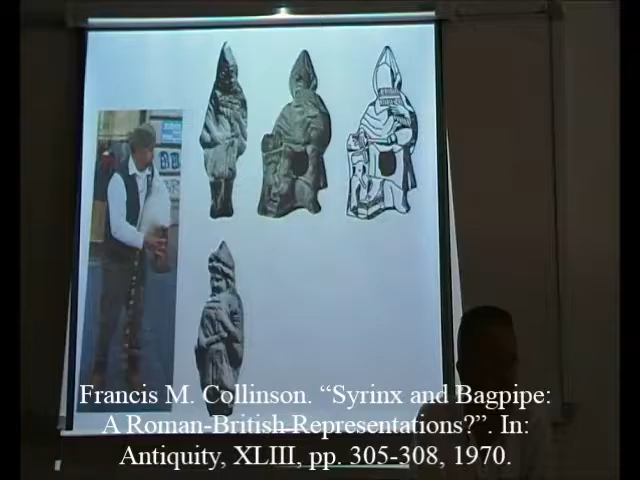 Francis M. Collinson. “Syrinx and Bagpipe:
A Roman-British Representations?”. In:
Antiquity, XLIII, pp. 305-308, 1970.